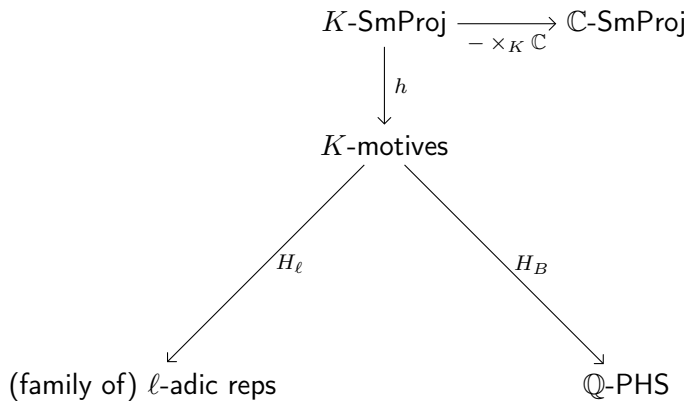 K-SmProj
ℂ-SmProj
− ×_K ℂ
h
K-motives
H_ℓ
H_B
(family of) ℓ-adic reps
ℚ-PHS